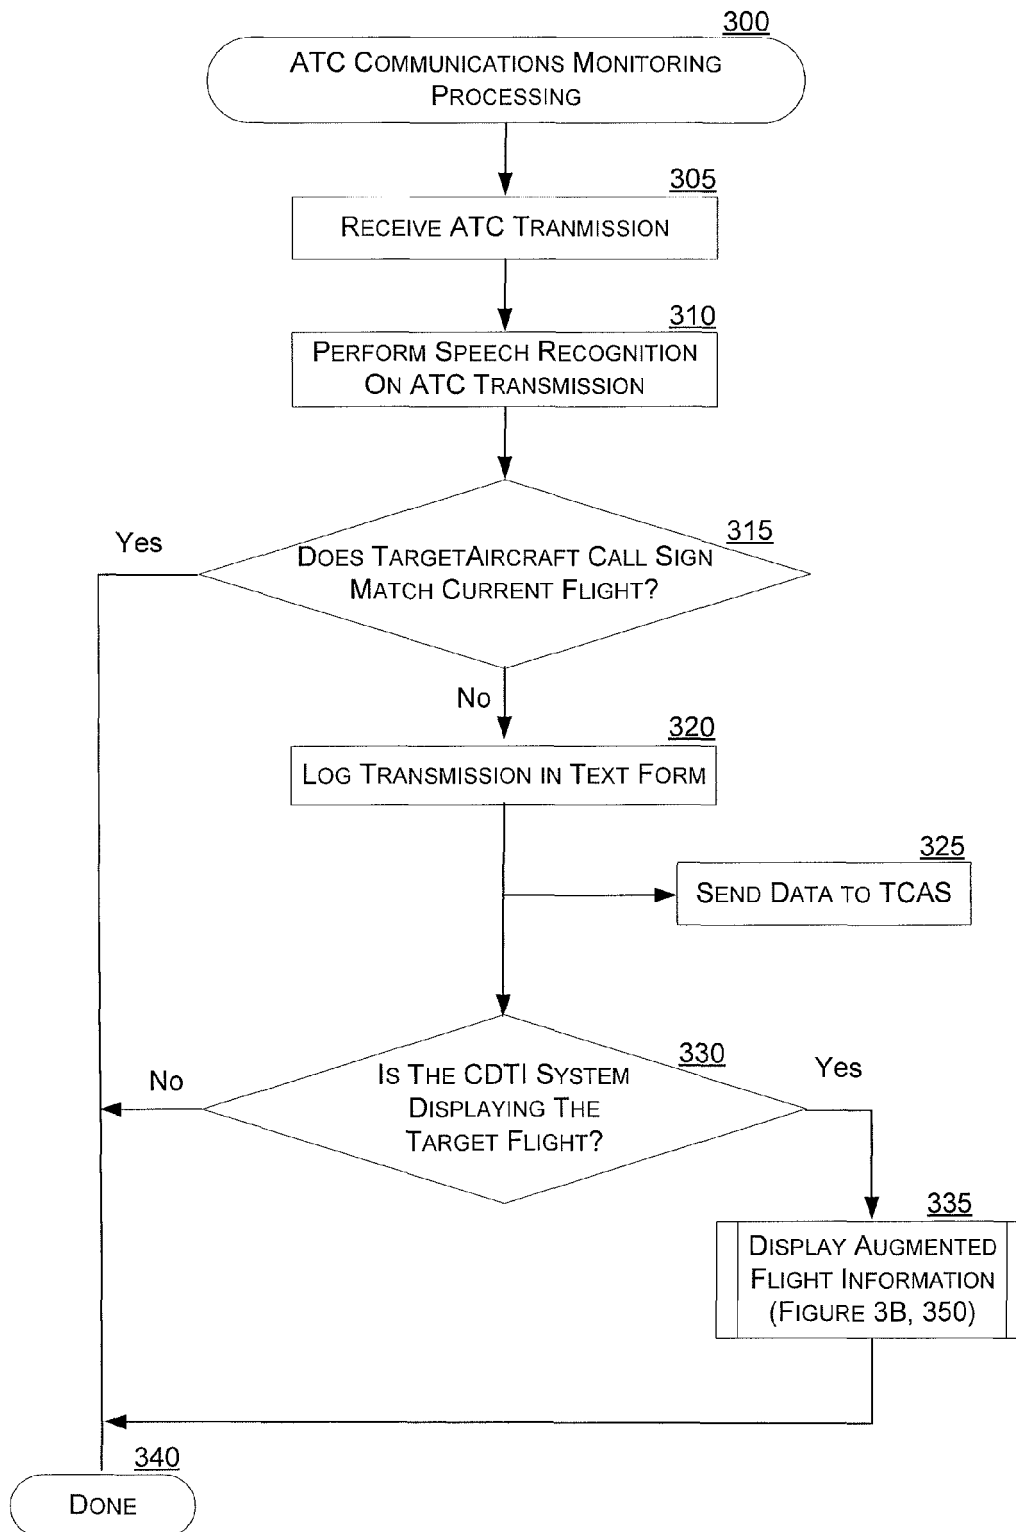 300
ATC COMMUNICATIONS MONITORING
PROCESSING
305
RECEIVE ATC TRANMISSION
310
PERFORM SPEECH RECOGNITION
ON ATC TRANSMISSION
315
Yes
DOES TARGETAIRCRAFT CALL SIGN
MATCH CURRENT FLIGHT?
No
320
LOG TRANSMISSION IN TEXT FORM
325
SEND DATA TO TCAS
330
No
Yes
IS THE CDTI SYSTEM
DISPLAYING THE
TARGET FLIGHT?
335
DISPLAY AUGMENTED
FLIGHT INFORMATION
(FIGURE 3B, 350)
340
DONE